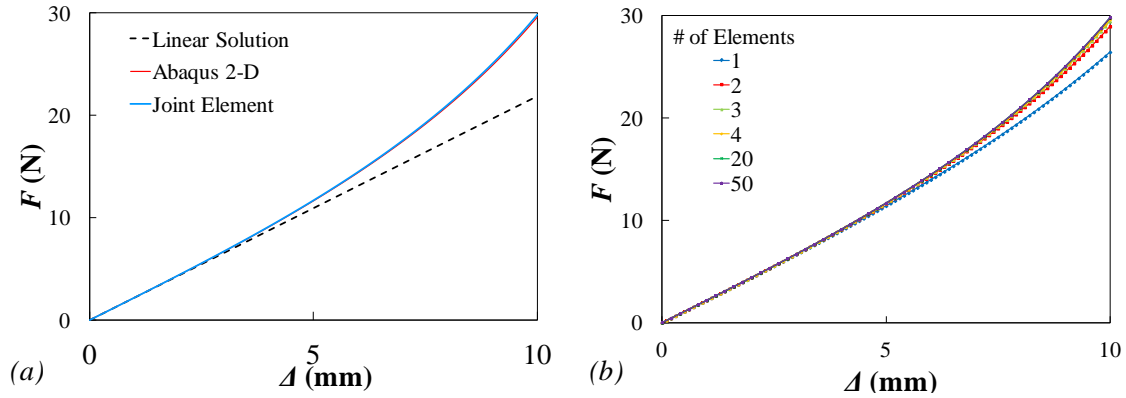 30
20
10
0
F (N)
Linear Solution
Abaqus 2-D
Joint Element
0 5 10
(a) Δ (mm)
30
20
10
0
F (N)
# of Elements
1
2
3
4
20
50
0 5 10
(b) Δ (mm)